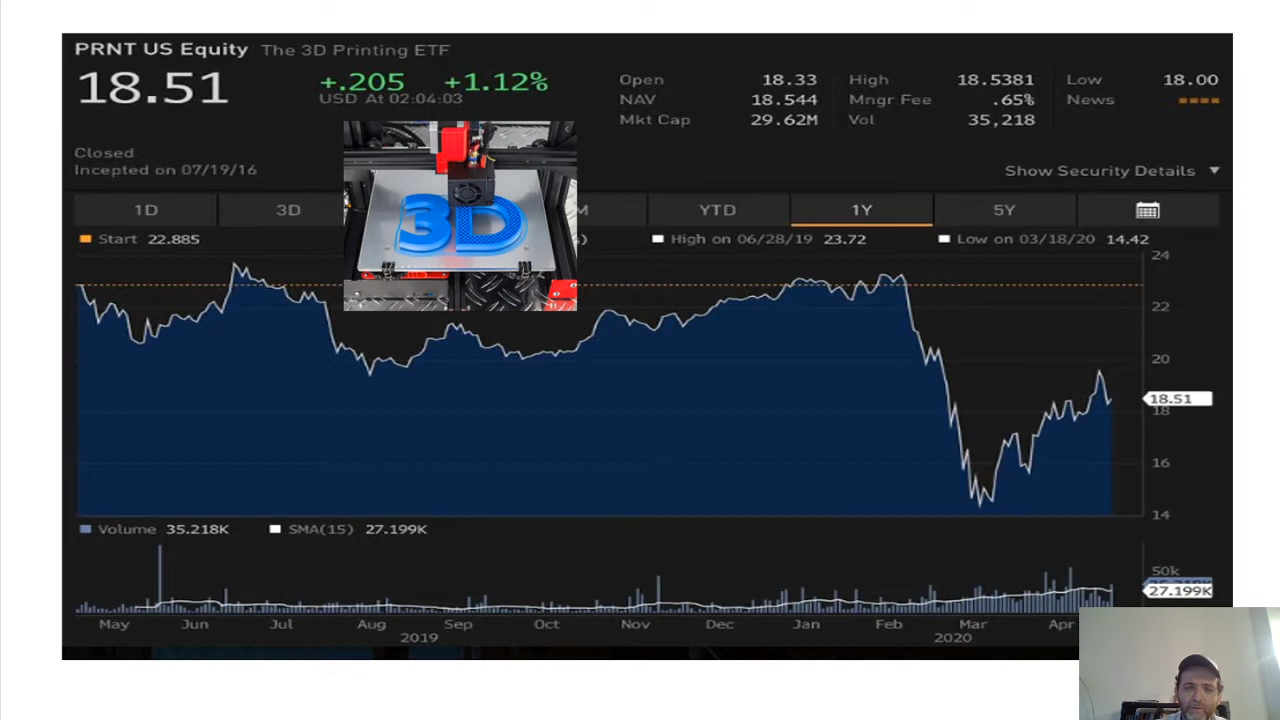 PRNT US Equity The 3D Printing ETF
18.51 +.205 +1.12%
USD At 02:04:03
Open 18.33 High 18.5381 Low 18.00
NAV 18.544 Mngr Fee .65% News
Mkt Cap 29.62M Vol 35,218
Closed
Incepted on 07/19/16
Show Security Details
1D 3D M YTD 1Y 5Y
Start 22.885 High on 06/28/19 23.72 Low on 03/18/20 14.42
3D
24
22
20
18.51
18
16
14
Volume 35.218K SMA(15) 27.199K
50k
27.199K
May Jun Jul Aug Sep Oct Nov Dec Jan Feb Mar Apr
2019 2020